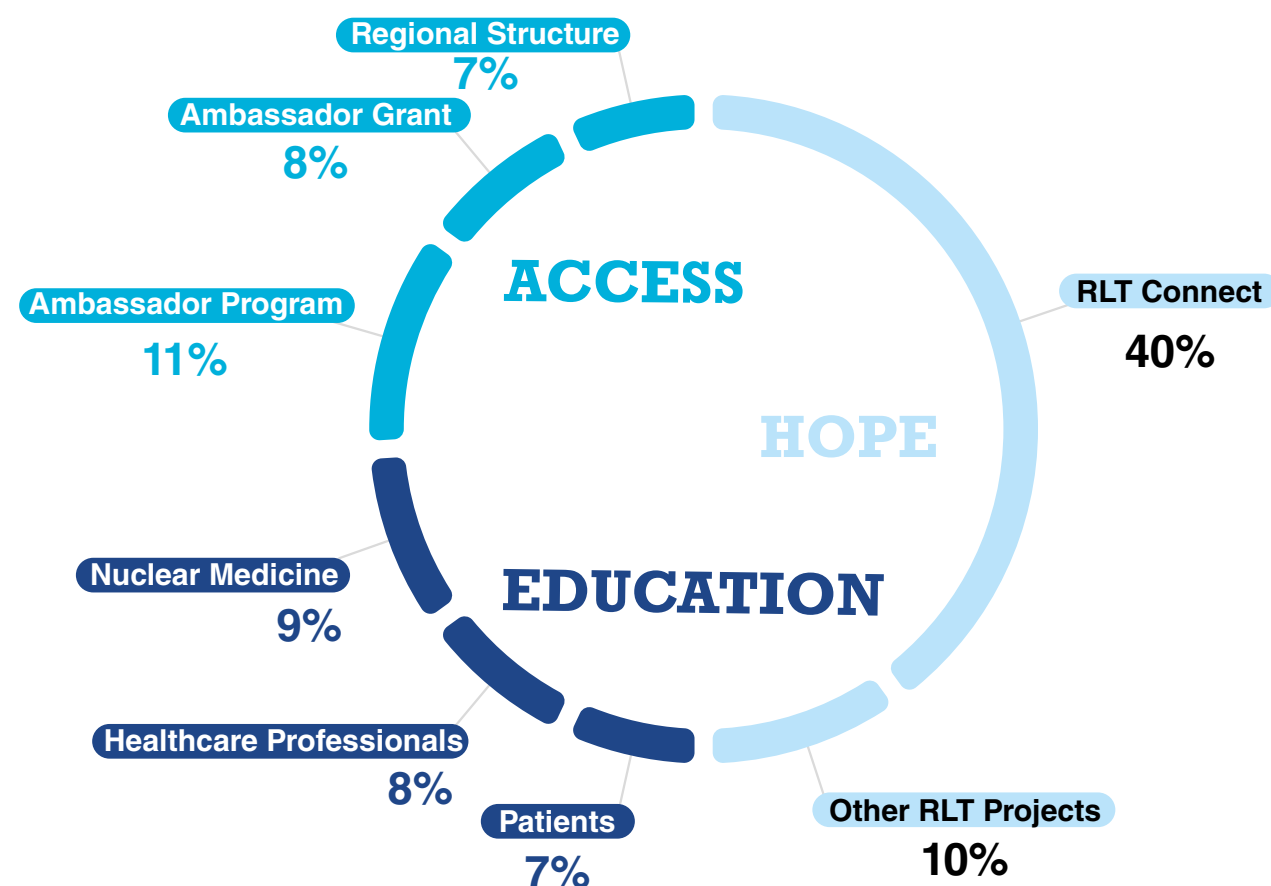 Regional Structure
7%
Ambassador Grant
8%
ACCESS
RLT Connect
Ambassador Program
40%
11%
HOPE
EDUCATION
Nuclear Medicine
9%
Healthcare Professionals
8%
Patients
7%
Other RLT Projects
10%